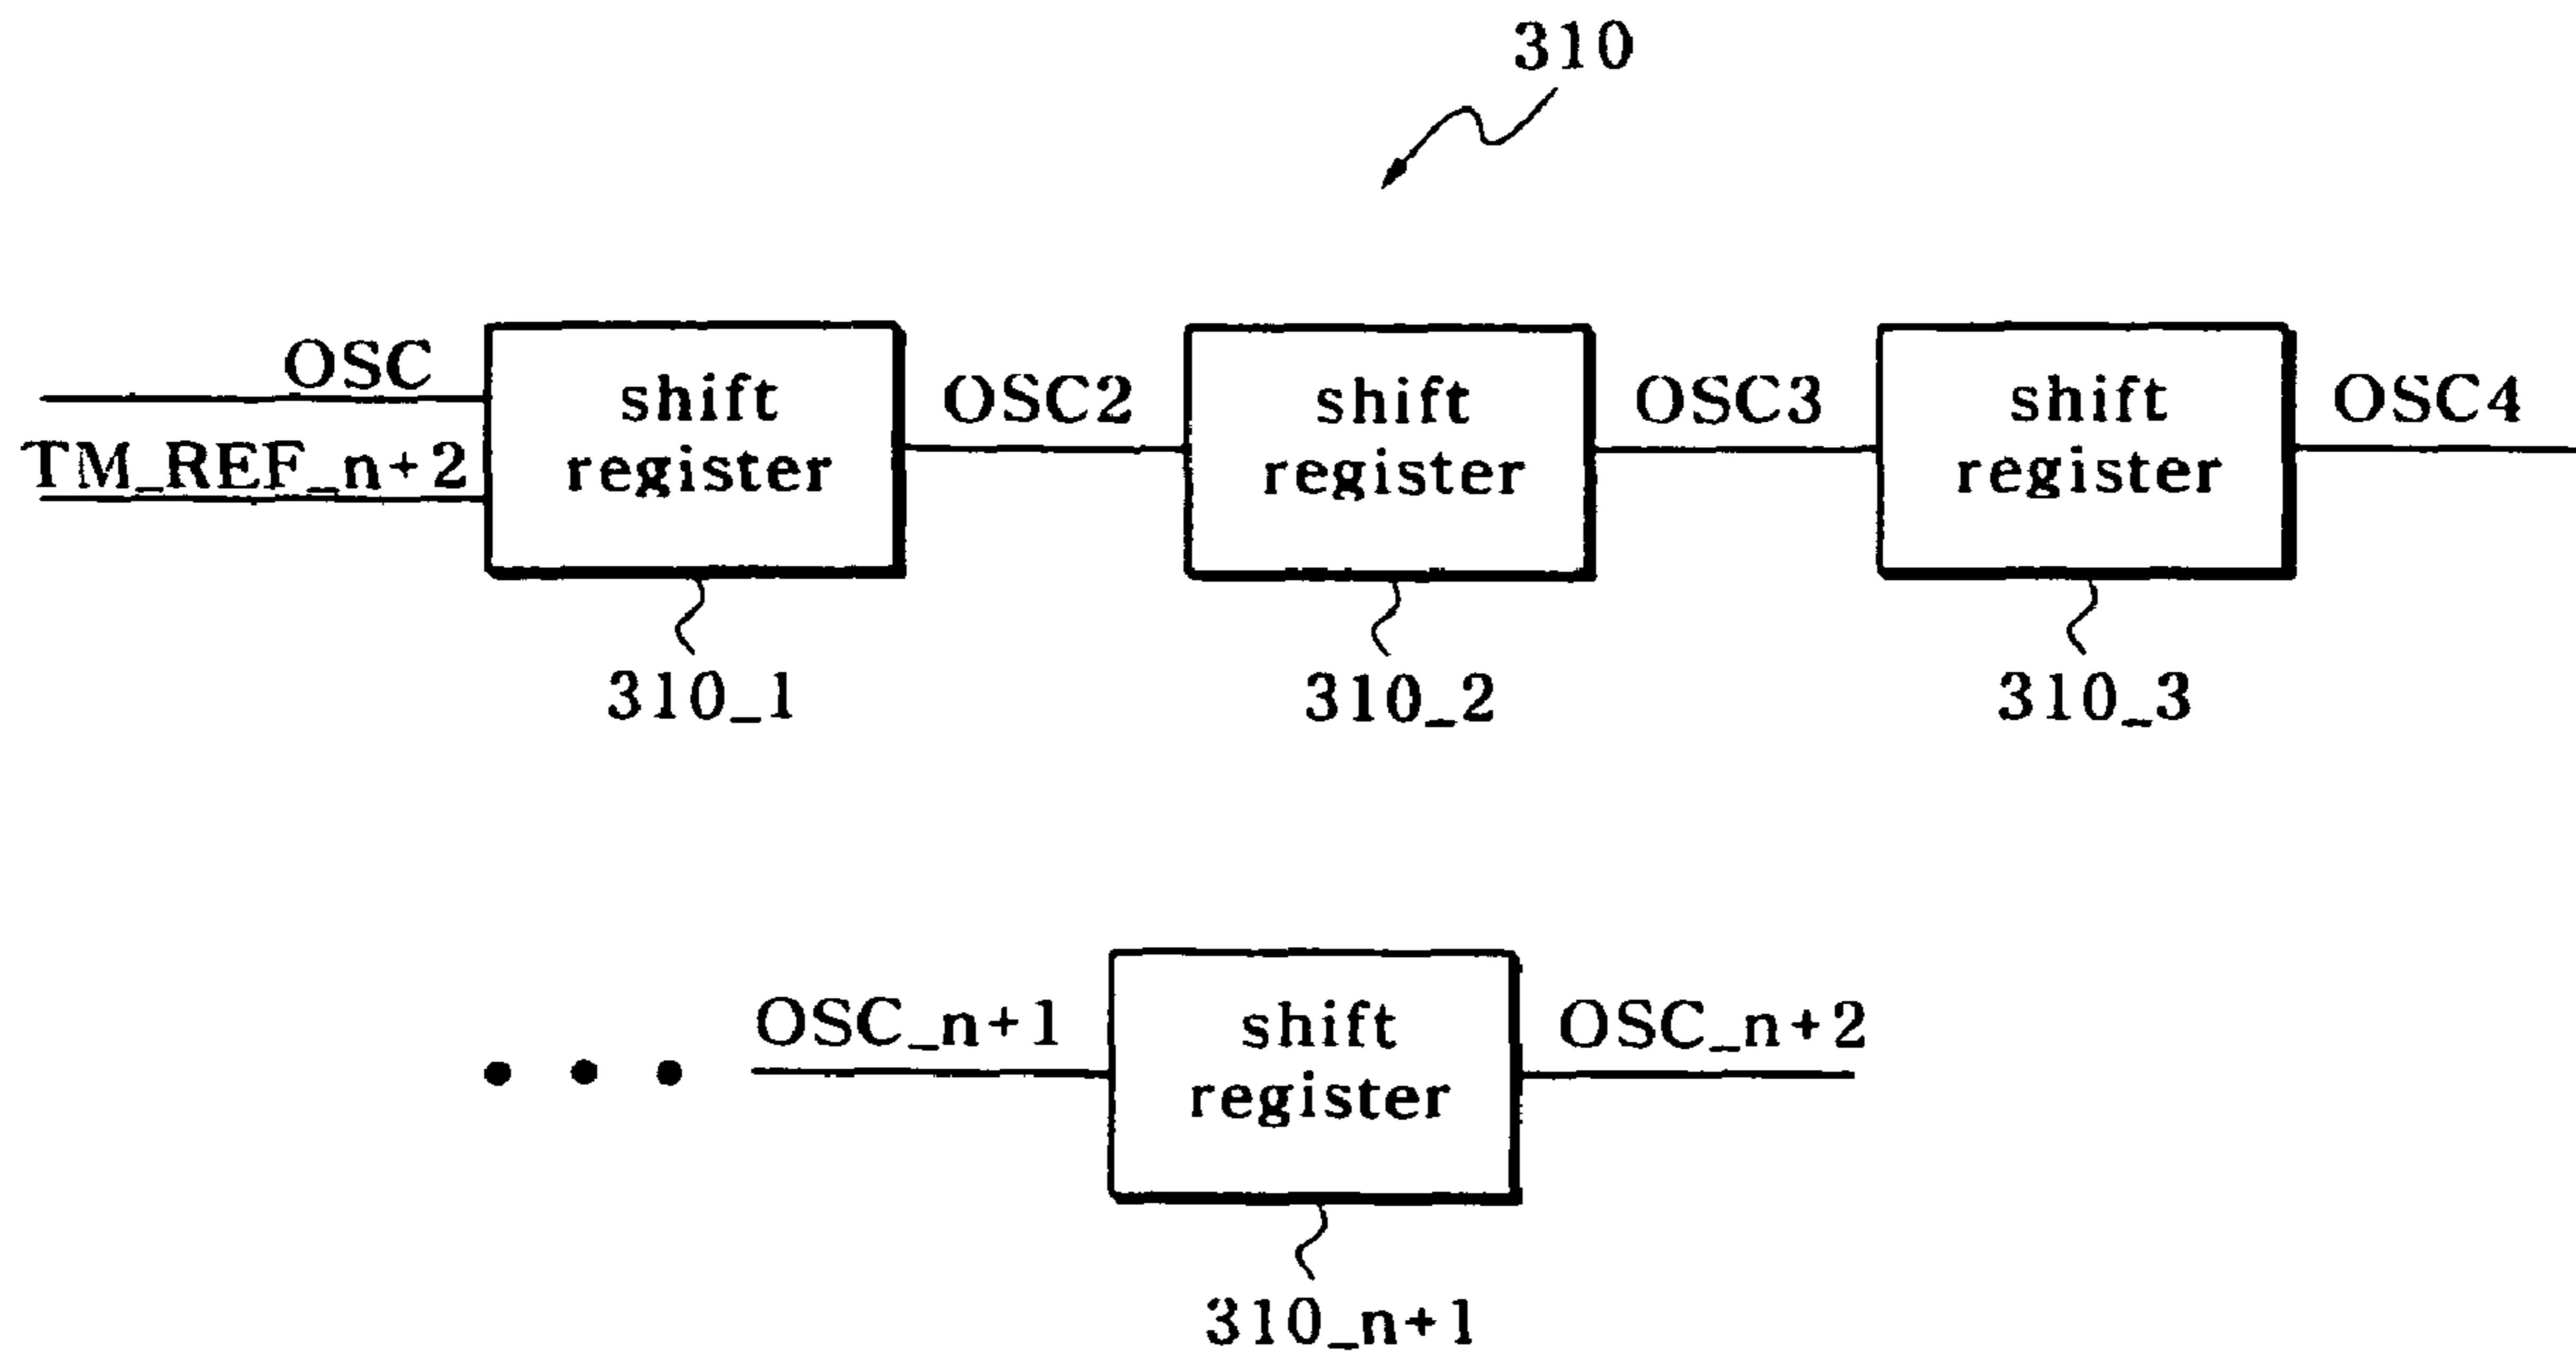 310
OSC
TM_REF_n+2
shift
register
OSC2
shift
register
OSC3
shift
register
OSC4
310_1
310_2
310_3
OSC_n+1
shift
register
OSC_n+2
310_n+1